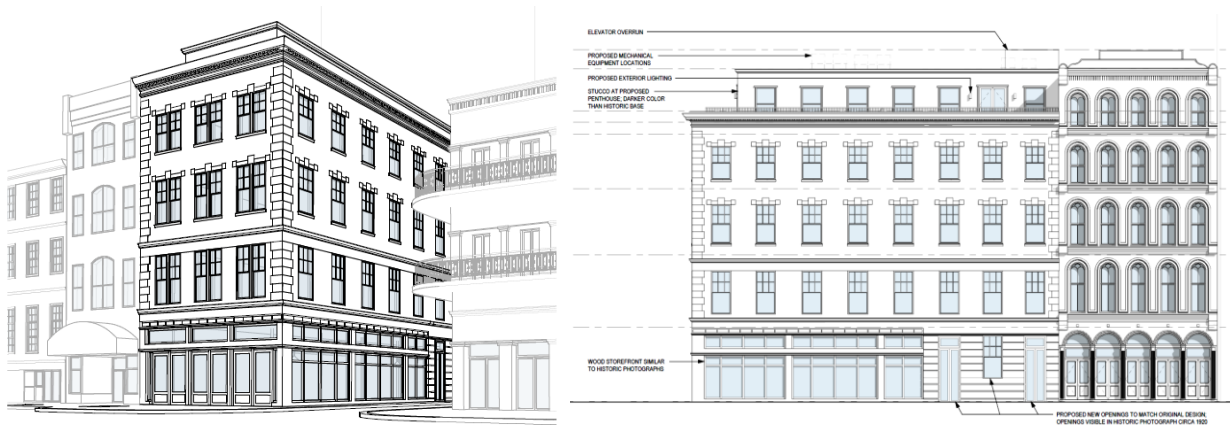 ELEVATOR OVERRUN
PROPOSED MECHANICAL
EQUIPMENT LOCATIONS
PROPOSED EXTERIOR LIGHTING
STUCCO AT PROPOSED
PENTHOUSE; DARKER COLOR
THAN HISTORIC BASE
WOOD STOREFRONT SIMILAR
TO HISTORIC PHOTOGRAPHS
PROPOSED NEW OPENINGS TO MATCH ORIGINAL DESIGN;
OPENINGS VISIBLE IN HISTORIC PHOTOGRAPH CIRCA 1920